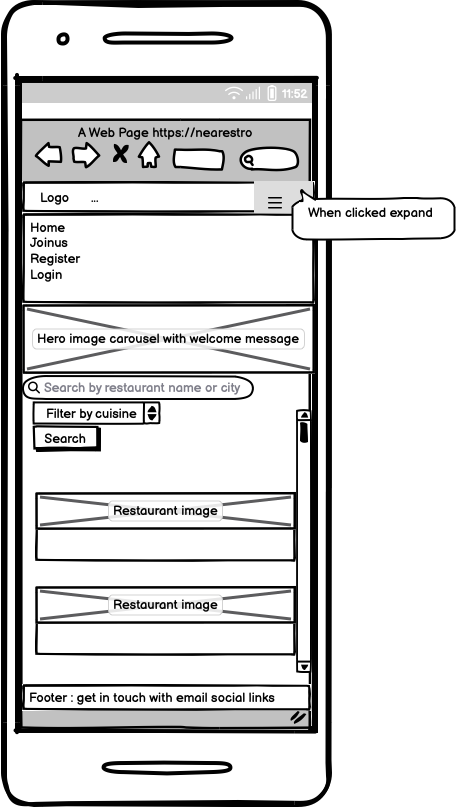 11:52
A Web Page https://nearestro
Logo ...
When clicked expand
Home
Joinus
Register
Login
Hero image carousel with welcome message
Search by restaurant name or city
Filter by cuisine
Search
Restaurant image
Restaurant image
Footer : get in touch with email social links